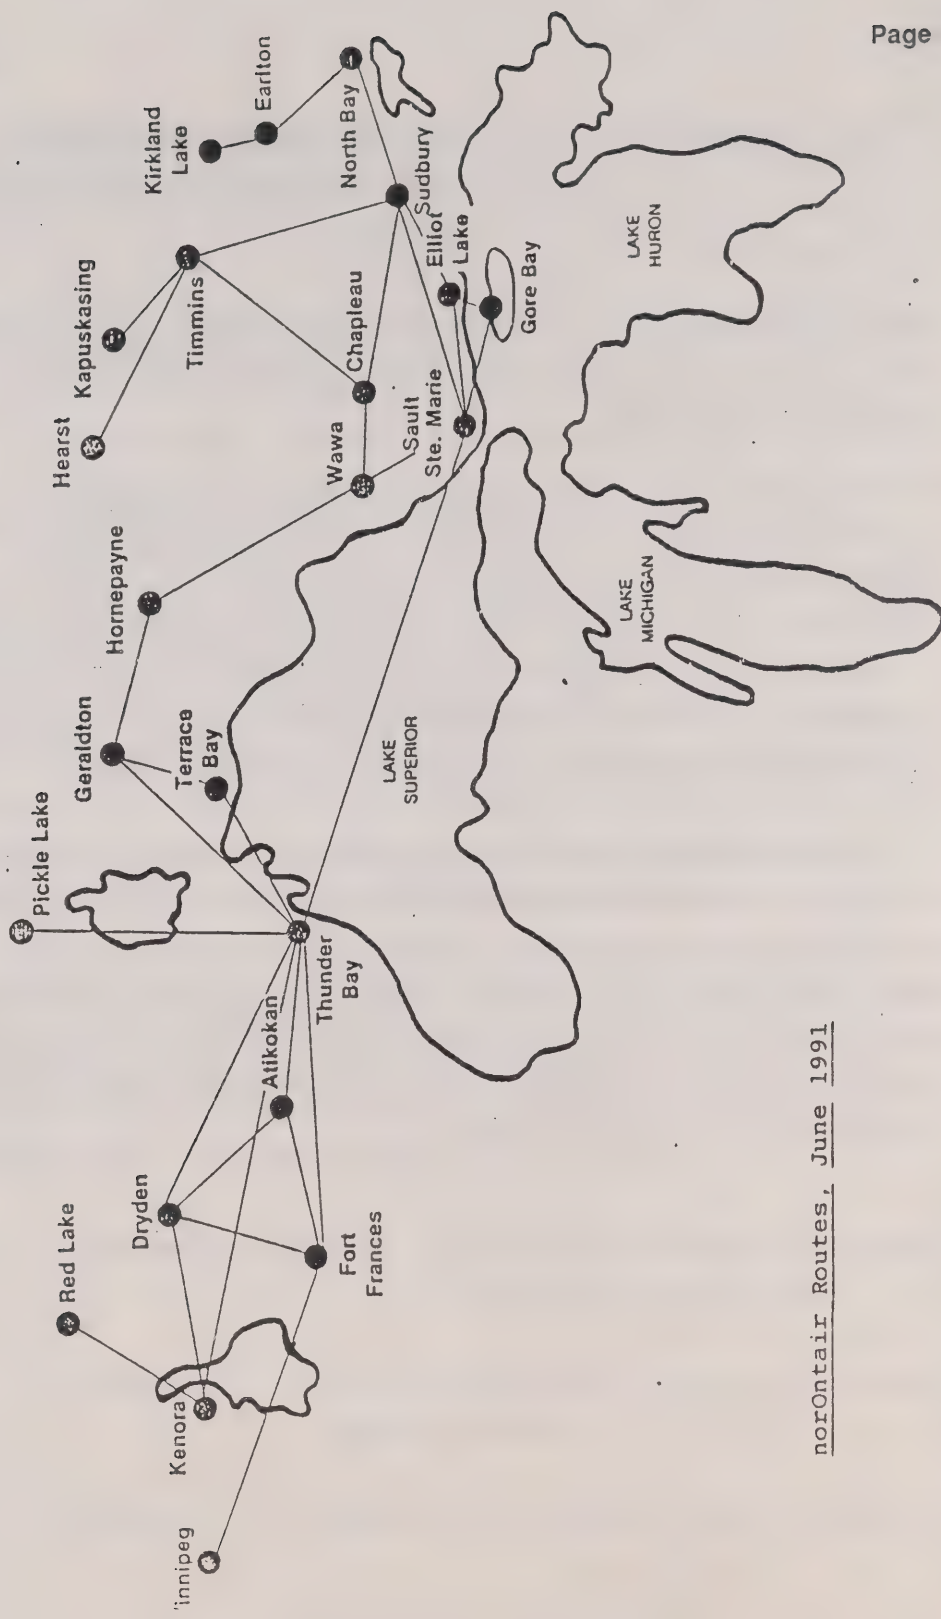 Page
Kirkland
Lake
Earlton
North Bay
Sudbury
Kapuskasing
Timmins
Hearst
Elliot
Lake
Gore Bay
Chapleau
Wawa
Sault
Ste. Marie
LAKE
HURON
Hornepayne
Geraldton
Terrace
Bay
LAKE
MICHIGAN
LAKE
SUPERIOR
Pickle Lake
Thunder
Bay
Atikokan
Dryden
Fort
Frances
Red Lake
Kenora
'innipeg
norOntair Routes, June 1991